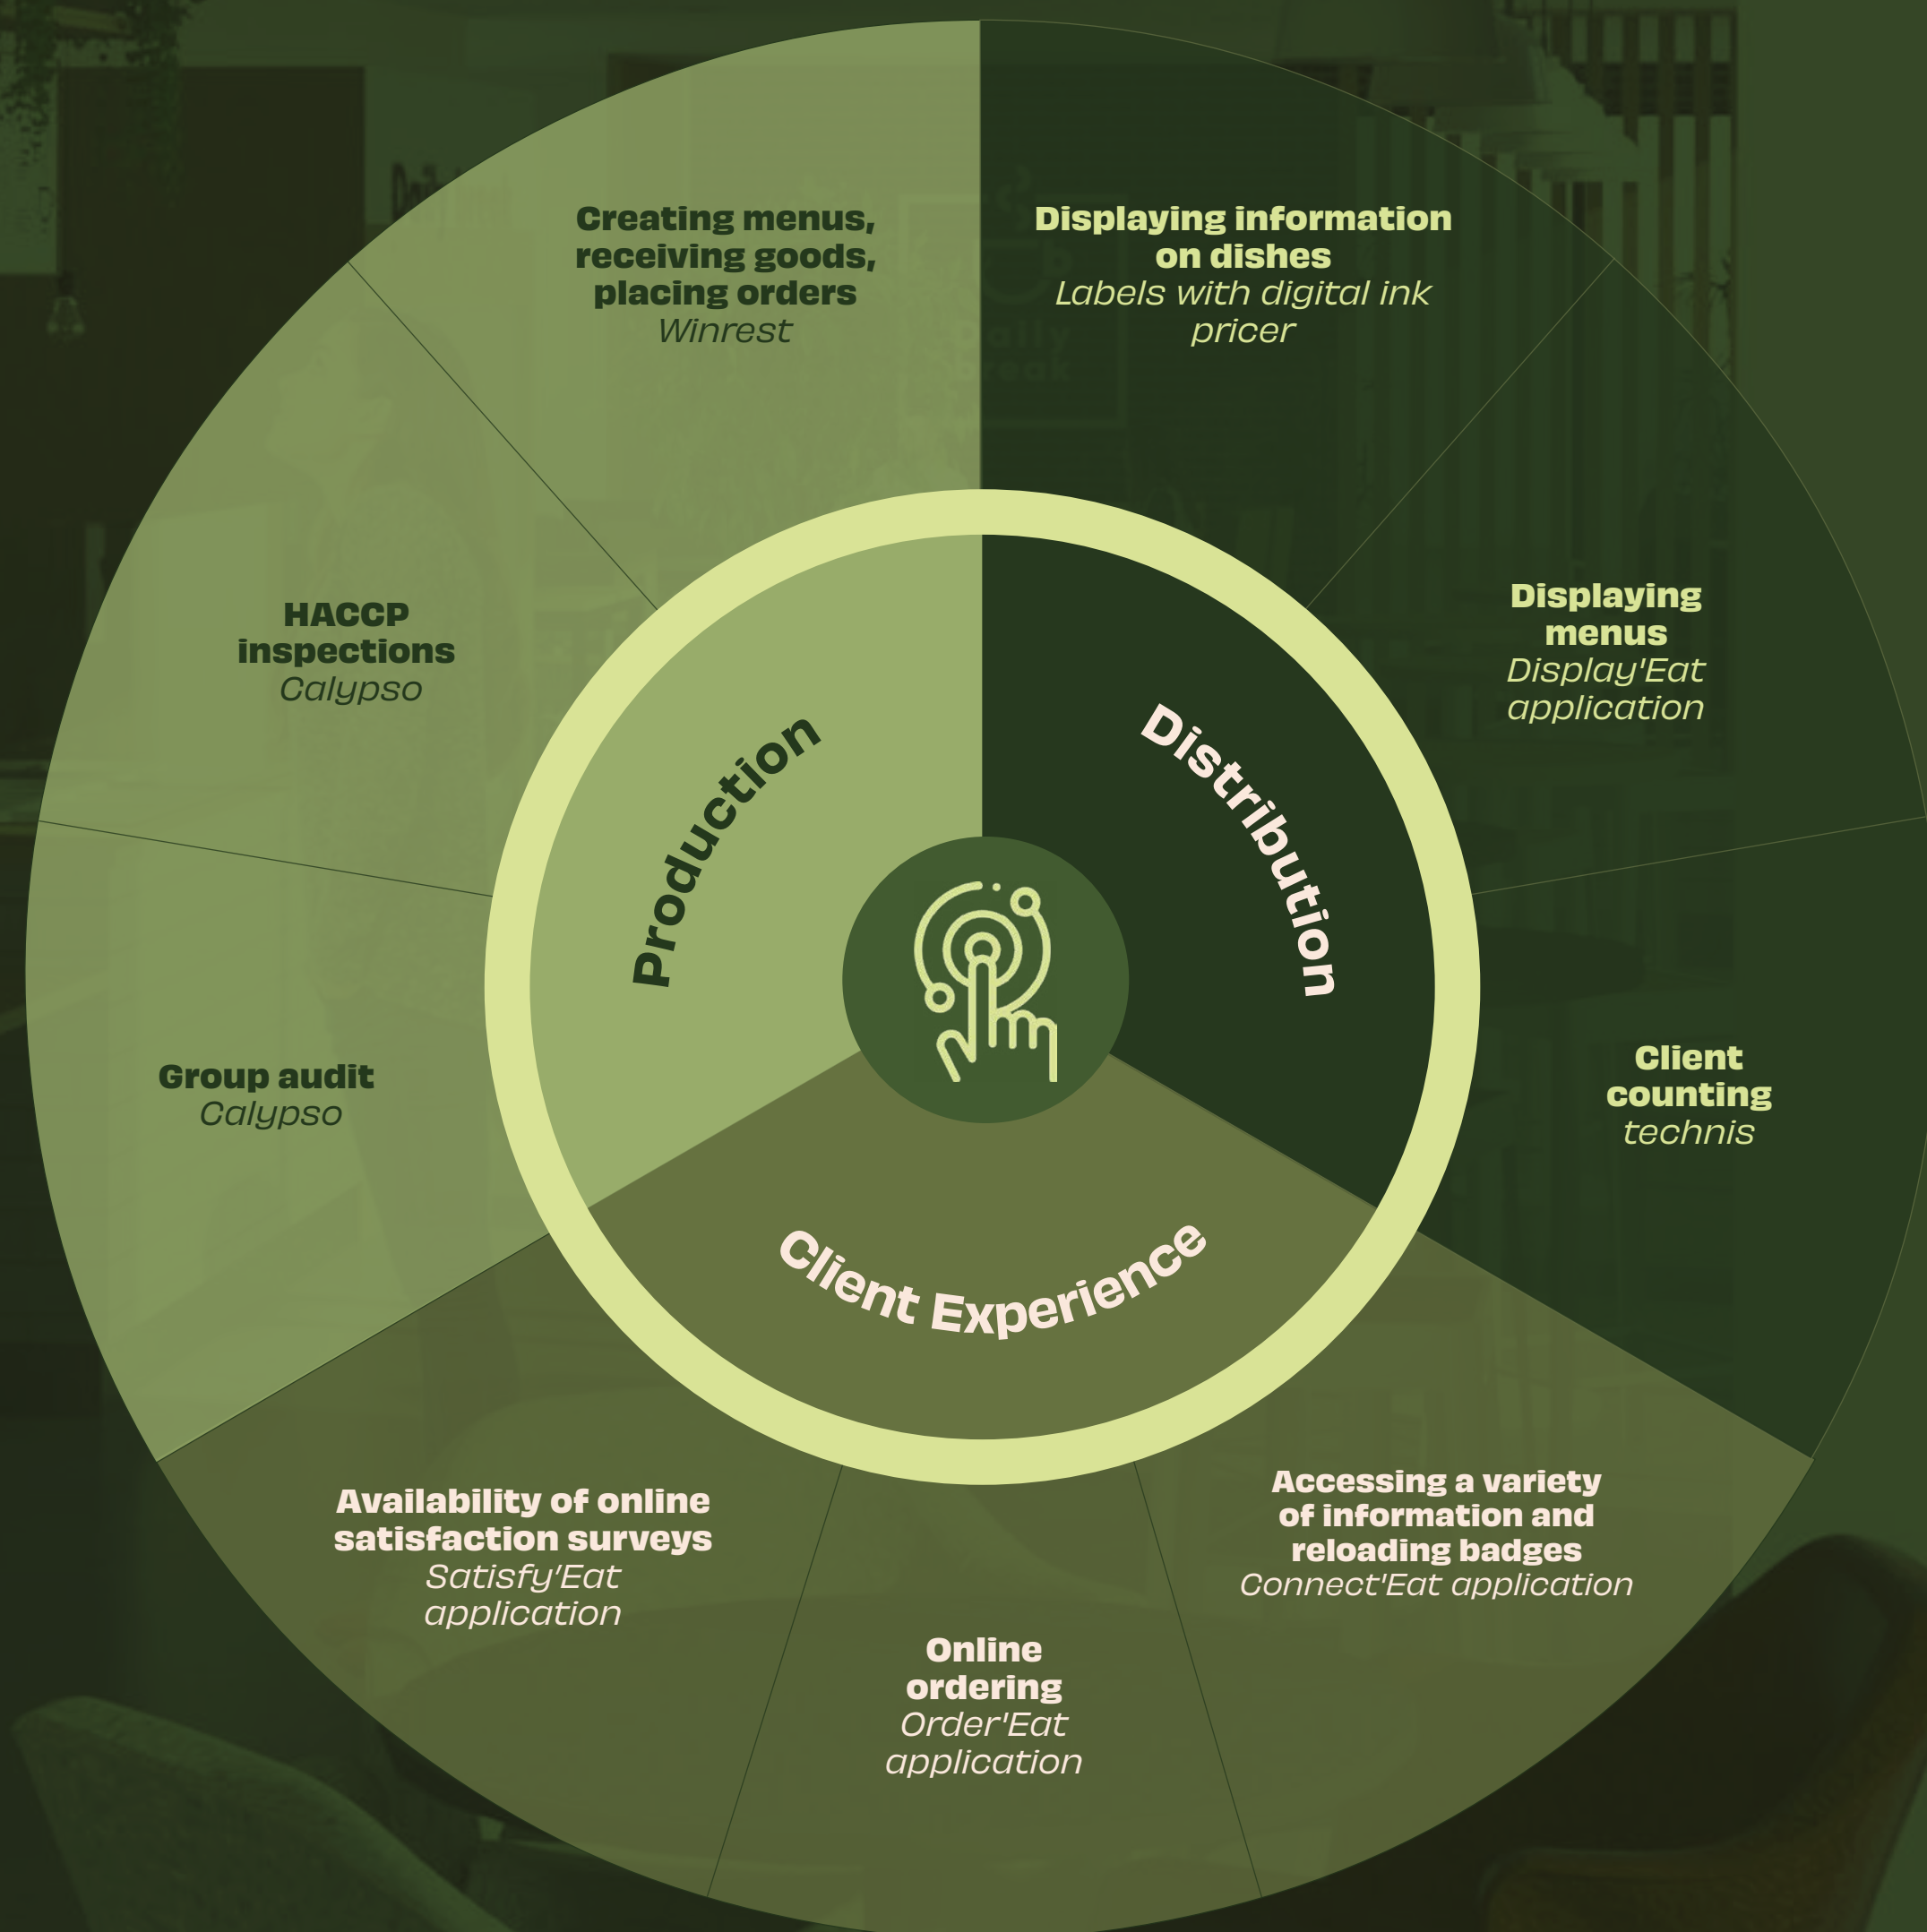 Creating menus,
receiving goods,
placing orders
Winrest
Displaying information
on dishes
Labels with digital ink
pricer
HACCP
inspections
Calypso
Displaying
menus
Display'Eat
application
Production
Distribution
Group audit
Calypso
Client
counting
technis
Client Experience
Availability of online
satisfaction surveys
Satisfy'Eat
application
Accessing a variety
of information and
reloading badges
Connect'Eat application
Online
ordering
Order'Eat
application